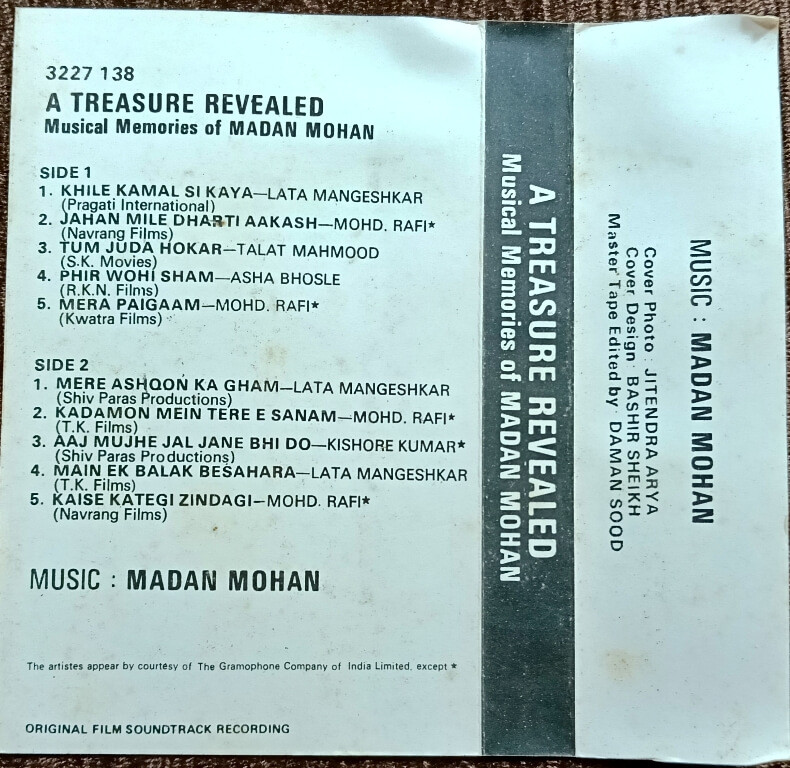 3227 138
A TREASURE REVEALED
Musical Memories of MADAN MOHAN
SIDE 1
1. KHILE KAMAL SI KAYA—LATA MANGESHKAR
(Pragati International)
2. JAHAN MILE DHARTI AAKASH—MOHD. RAFI*
(Navrang Films)
3. TUM JUDA HOKAR—TALAT MAHMOOD
(S.K. Movies)
4. PHIR WOHI SHAM—ASHA BHOSLE
(R.K.N. Films)
5. MERA PAIGAAM—MOHD. RAFI*
(Kwatra Films)
SIDE 2
1. MERE ASHQON KA GHAM—LATA MANGESHKAR
(Shiv Paras Productions)
2. KADAMON MEIN TERE E SANAM—MOHD. RAFI*
(T.K. Films)
3. AAJ MUJHE JAL JANE BHI DO—KISHORE KUMAR*
(Shiv Paras Productions)
4. MAIN EK BALAK BESAHARA—LATA MANGESHKAR
(T.K. Films)
5. KAISE KATEGI ZINDAGI—MOHD. RAFI*
(Navrang Films)
MUSIC : MADAN MOHAN
The artistes appear by courtesy of The Gramophone Company of India Limited. except *
ORIGINAL FILM SOUNDTRACK RECORDING
A TREASURE REVEALED
Musical Memories of MADAN MOHAN
MUSIC : MADAN MOHAN
Cover Photo : JITENDRA ARYA
Cover Design : BASHIR SHEIKH
Master Tape Edited by DAMAN SOOD